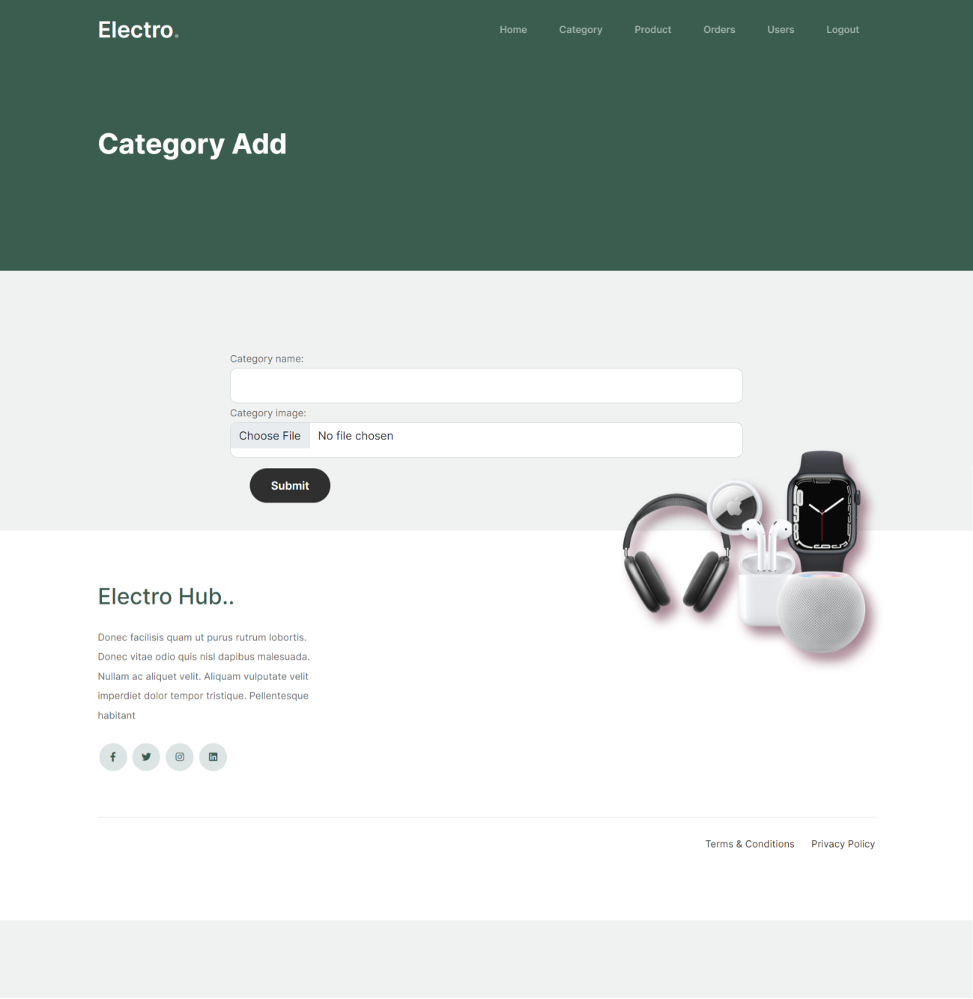 Electro.
Home Category Product Orders Users Logout
Category Add
Category name:
Category image:
Choose File No file chosen
Submit
Electro Hub..
Donec facilisis quam ut purus rutrum lobortis.
Donec vitae odio quis nisl dapibus malesuada.
Nullam ac aliquet velit. Aliquam vulputate velit
imperdiet dolor tempor tristique. Pellentesque
habitant
Terms & Conditions Privacy Policy